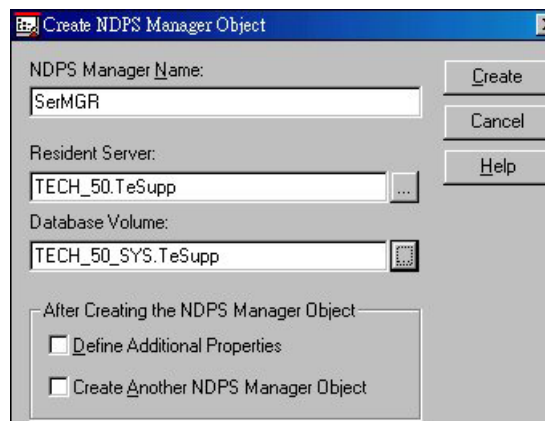 Create NDPS Manager Object
NDPS Manager Name:
SerMGR
Resident Server:
TECH_50.TeSupp
...
Database Volume:
TECH_50_SYS.TeSupp
After Creating the NDPS Manager Object
Define Additional Properties
Create Another NDPS Manager Object
Create
Cancel
Help